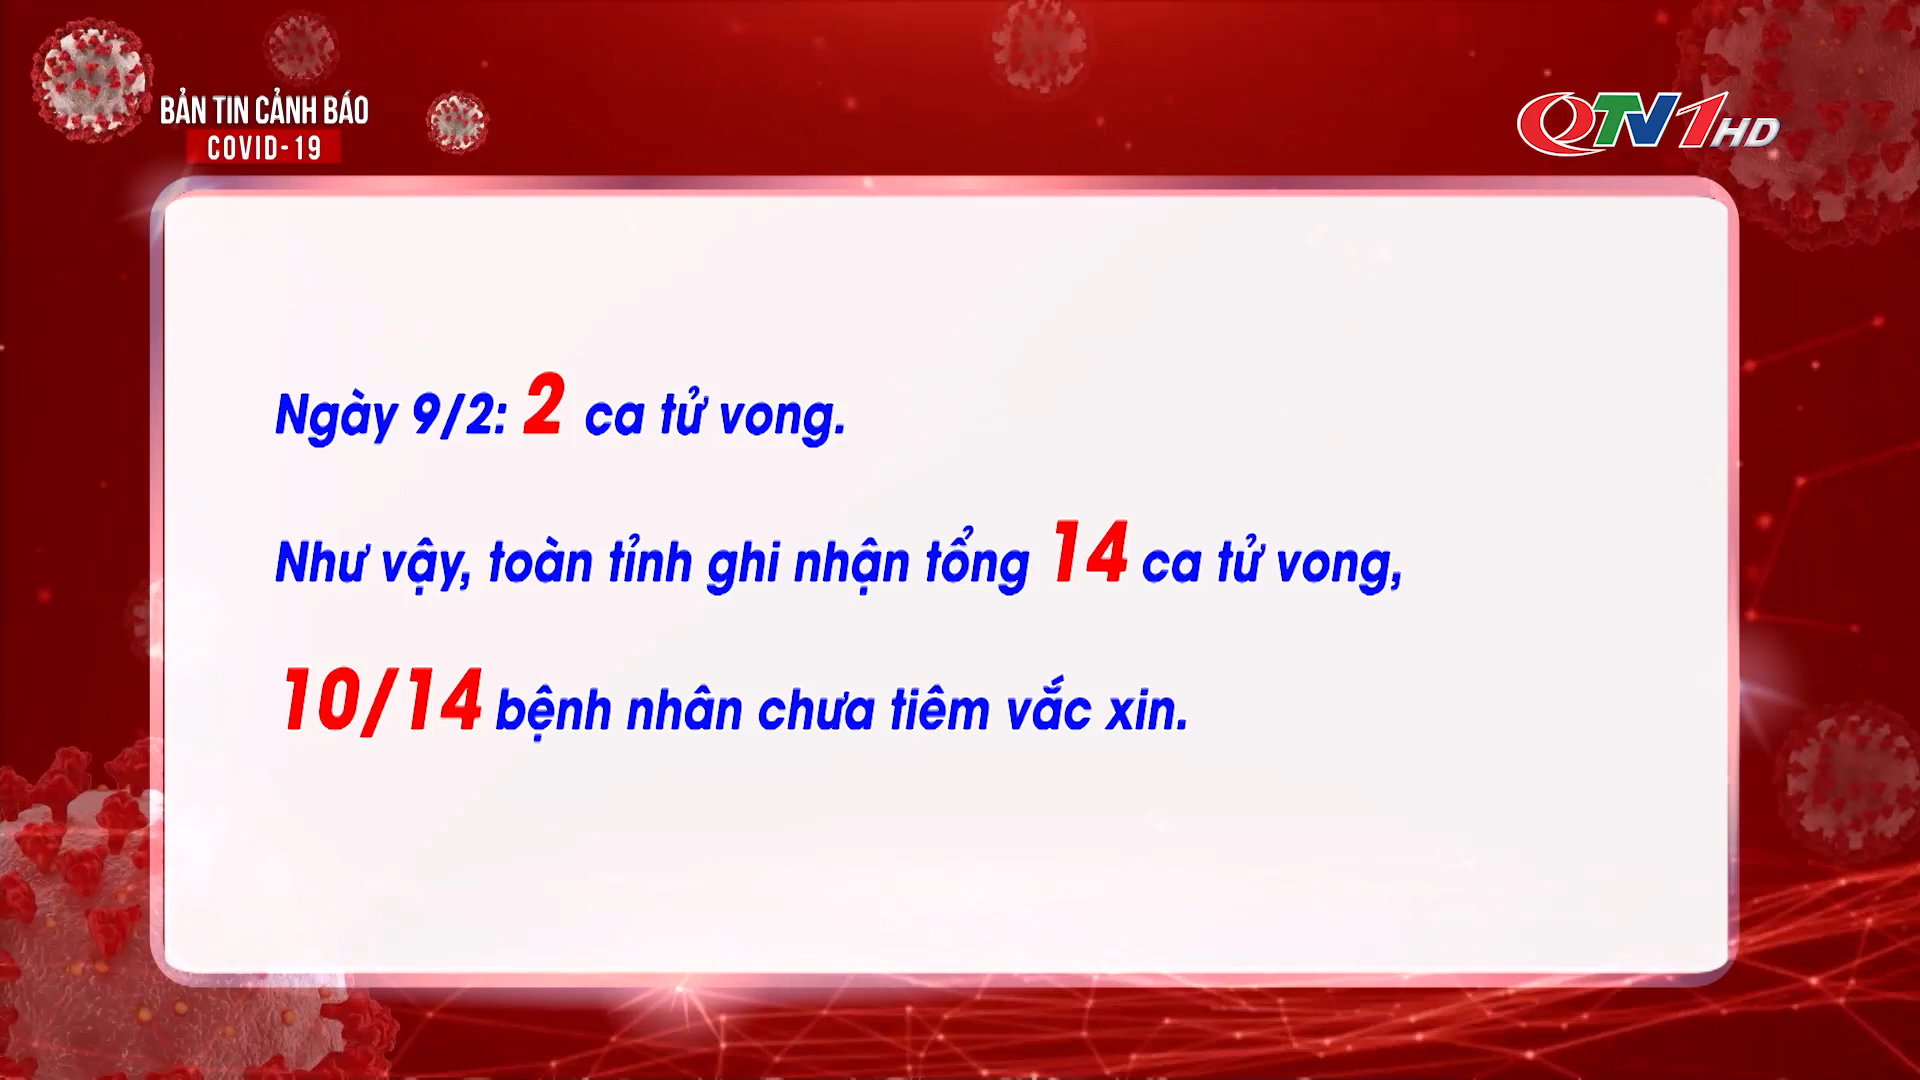 BẢN TIN CẢNH BÁO
COVID-19
QTV1HD
Ngày 9/2: 2 ca tử vong.
Như vậy, toàn tỉnh ghi nhận tổng 14 ca tử vong,
10/14 bệnh nhân chưa tiêm vắc xin.